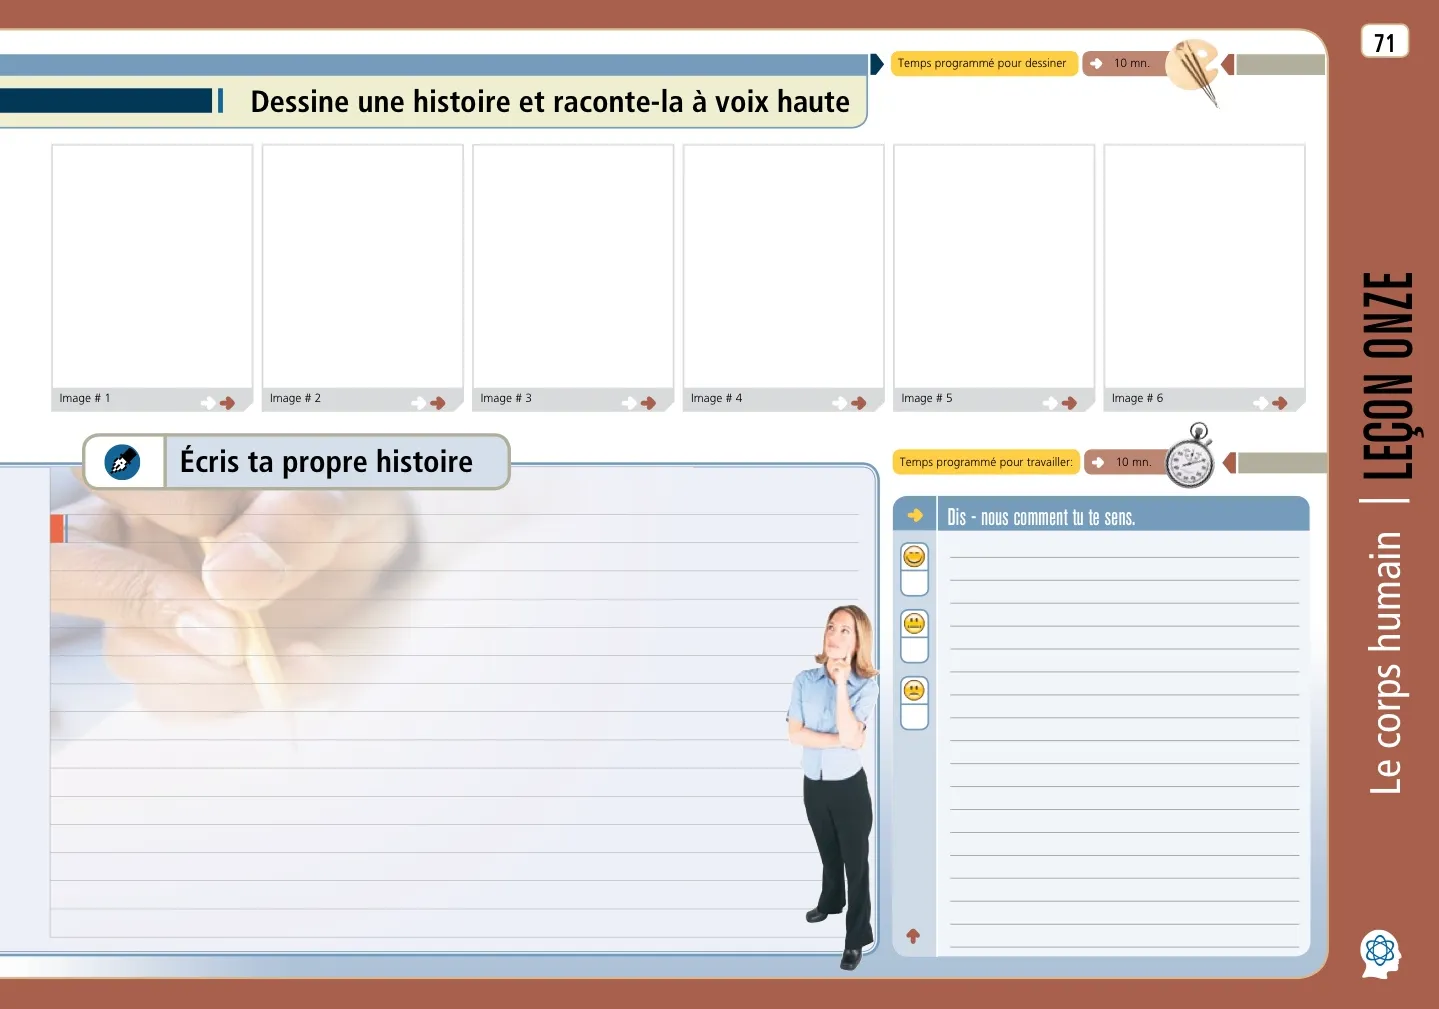 71
Temps programmé pour dessiner
10 mn.
Dessine une histoire et raconte-la à voix haute
Image # 1
Image # 2
Image # 3
Image # 4
Image # 5
Image # 6
Écris ta propre histoire
Temps programmé pour travailler:
10 mn.
Dis - nous comment tu te sens.
Le corps humain | LEÇON ONZE